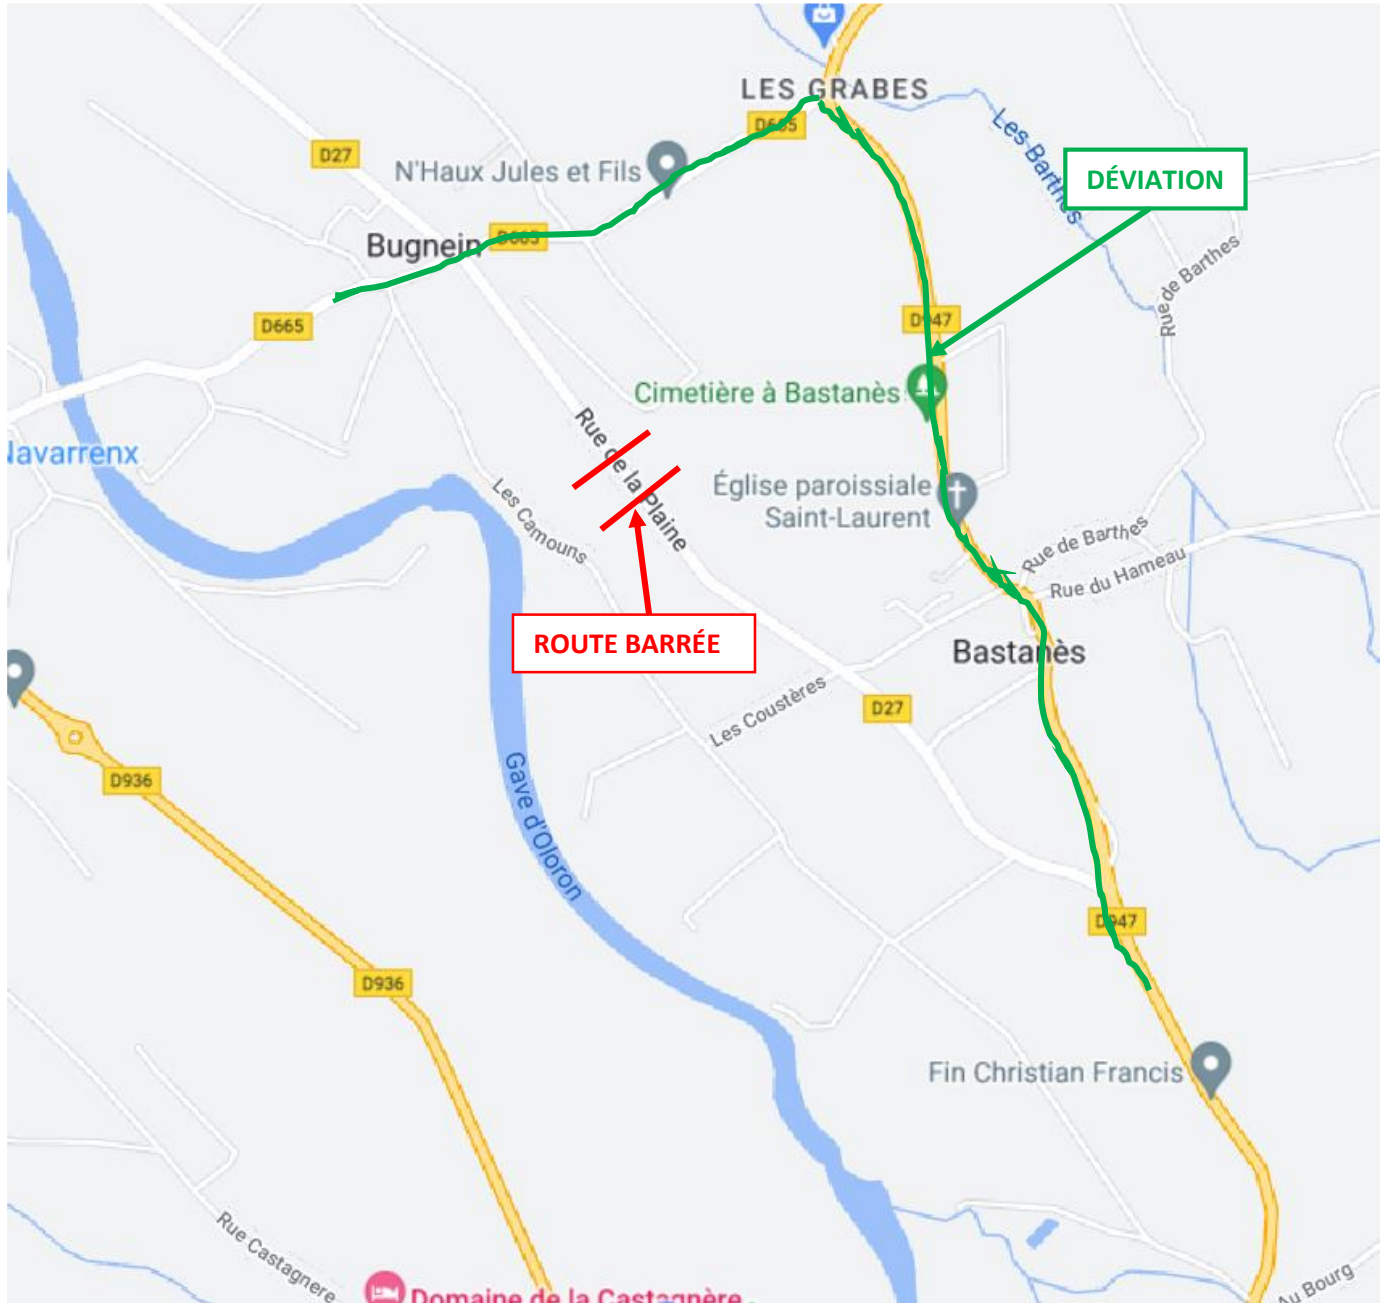 LES GRABES
D665
Les Barthes
D27
N'Haux Jules et Fils
DÉVIATION
Bugnein
D665
Rue de Barthes
D665
D947
Cimetière à Bastanès
Rue de la Plaine
Navarrenx
Les Camouns
Église paroissiale
Saint-Laurent
Rue de Barthes
Rue du Hameau
ROUTE BARRÉE
Bastanès
Les Coustères
D27
D936
Gave d'Oloron
D947
D936
Fin Christian Francis
Rue Castagnere
Au Bourg
Domaine de la Castagnère